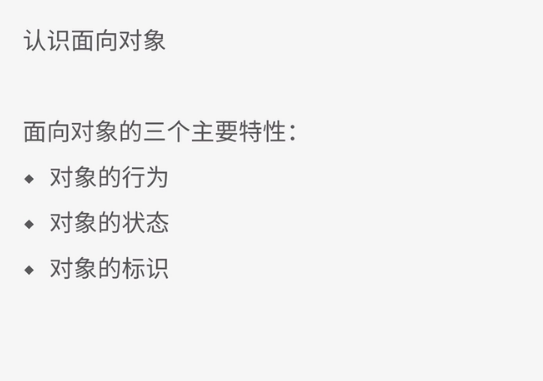 认识面向对象
面向对象的三个主要特性：
◆ 对象的行为
◆ 对象的状态
◆ 对象的标识